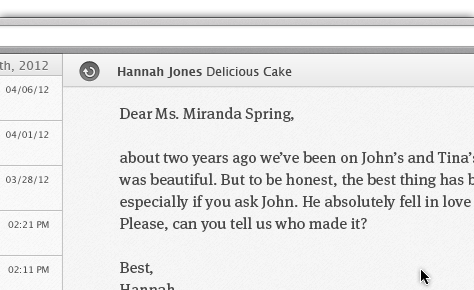 th, 2012
04/06/12
04/01/12
03/28/12
02:21 PM
02:11 PM
Hannah Jones Delicious Cake
Dear Ms. Miranda Spring,
about two years ago we've been on John's and Tina's
was beautiful. But to be honest, the best thing has b
especially if you ask John. He absolutely fell in love
Please, can you tell us who made it?
Best,
Hannah